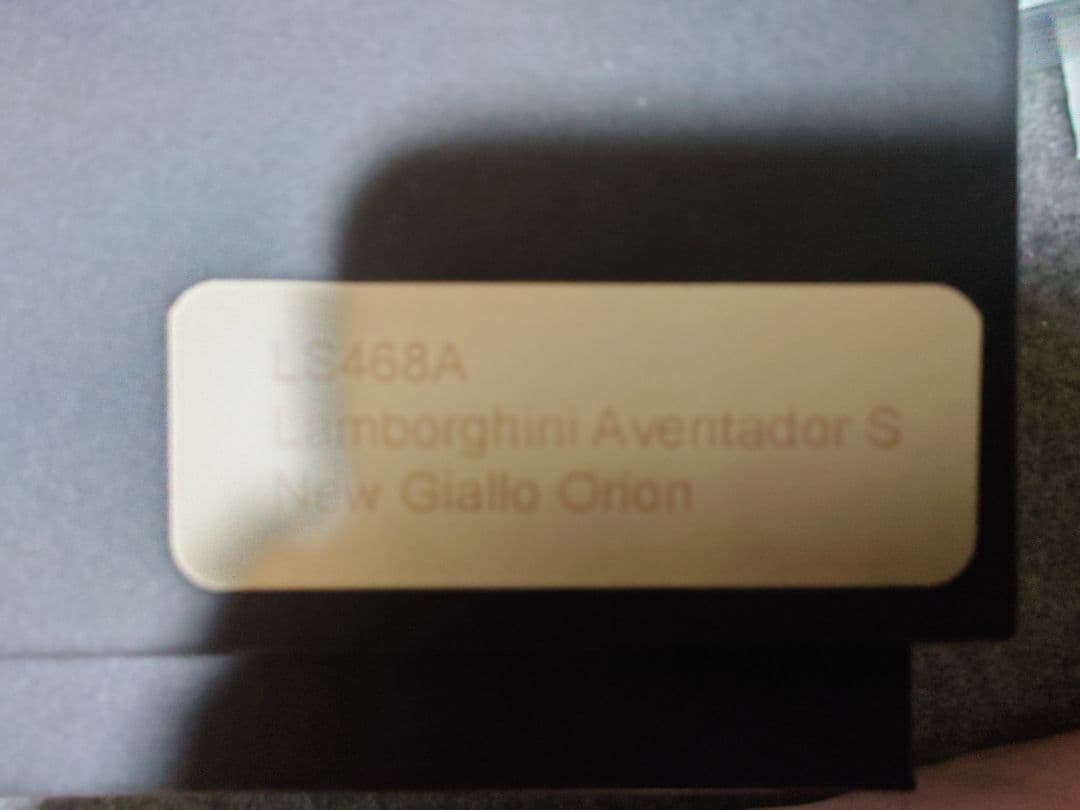 LS468A
Lamborghini Aventador S
New Giallo Orion